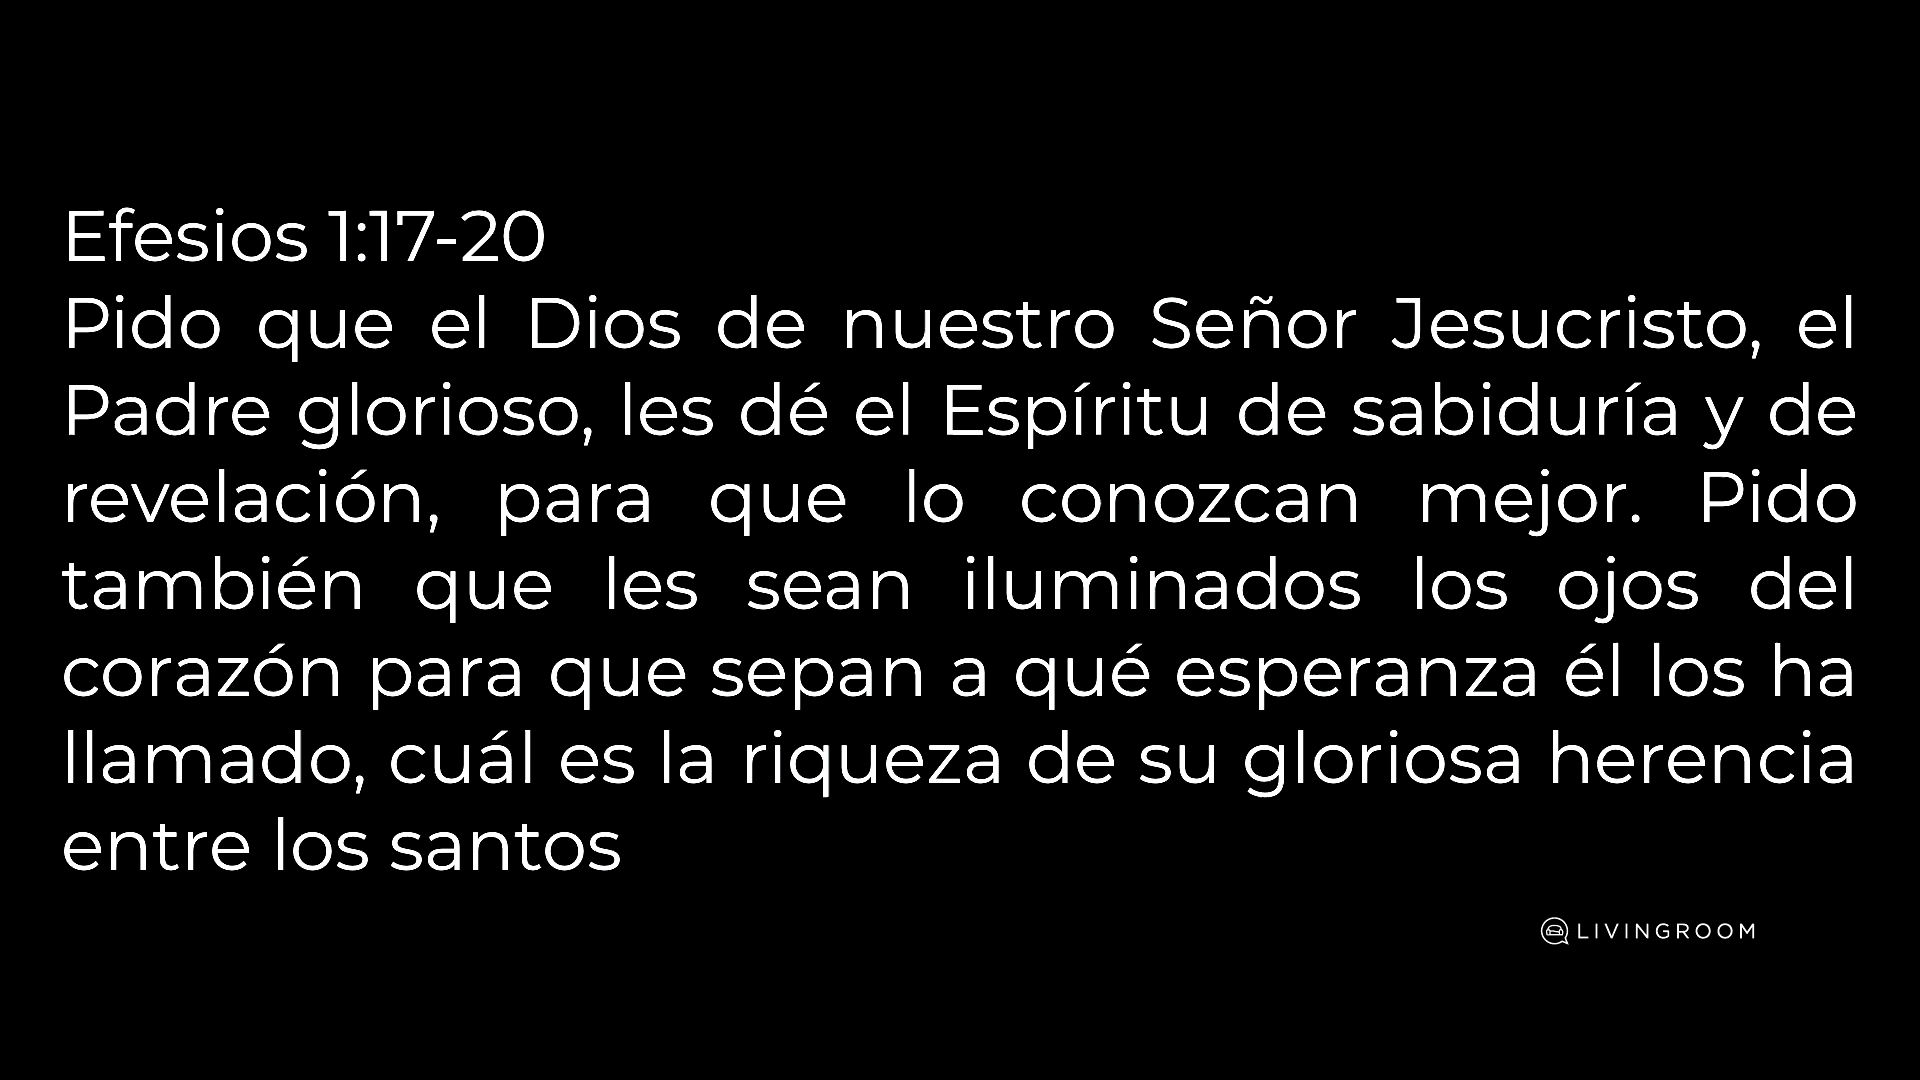 Efesios 1:17-20
Pido que el Dios de nuestro Señor Jesucristo, el
Padre glorioso, les dé el Espíritu de sabiduría y de
revelación, para que lo conozcan mejor. Pido
también que les sean iluminados los ojos del
corazón para que sepan a qué esperanza él los ha
llamado, cuál es la riqueza de su gloriosa herencia
entre los santos
LIVINGROOM